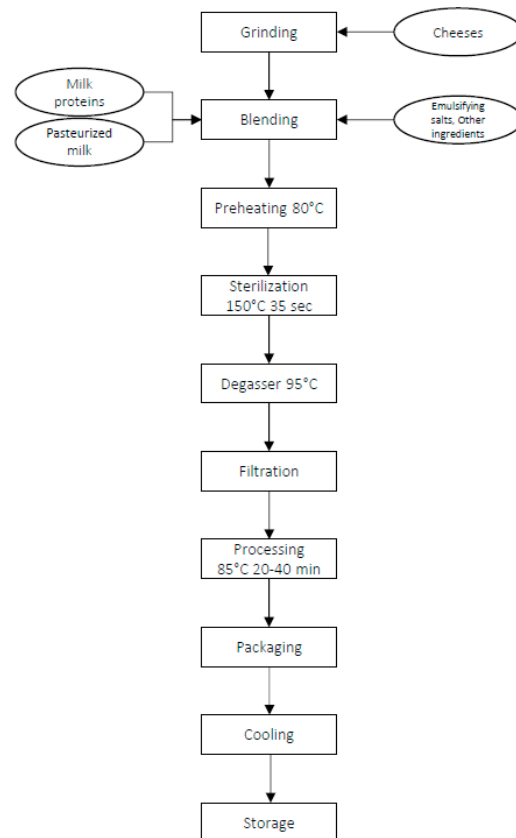 Grinding
Cheeses
Milk
proteins
Pasteurized
milk
Blending
Emulsifying
salts, Other
ingredients
Preheating 80°C
Sterilization
150°C 35 sec
Degasser 95°C
Filtration
Processing
85°C 20-40 min
Packaging
Cooling
Storage